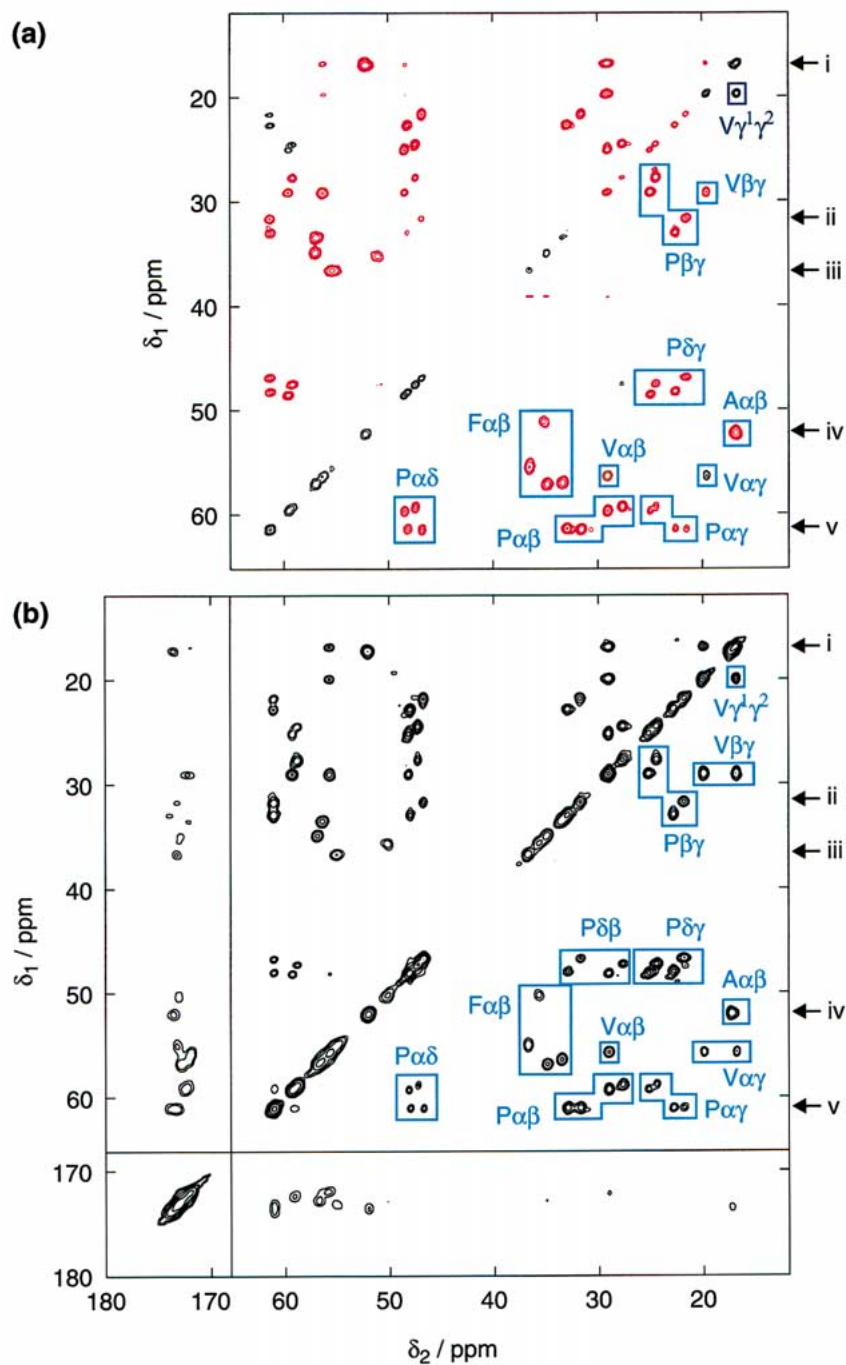 (a)
i
20
Vγ¹γ²
Vβγ
30
ii
Pβγ
iii
δ₁ / ppm
40
Pδγ
50
Fαβ
Aαβ
iv
Vαβ
Vαγ
Pαδ
60
Pαβ
Pαγ
v
(b)
i
20
Vγ¹γ²
Vβγ
30
ii
Pβγ
iii
δ₁ / ppm
40
Pδβ
Pδγ
50
Fαβ
Aαβ
iv
Vαβ
Pαδ
Vαγ
60
Pαβ
Pαγ
v
170
180
180 170 60 50 40 30 20
δ₂ / ppm